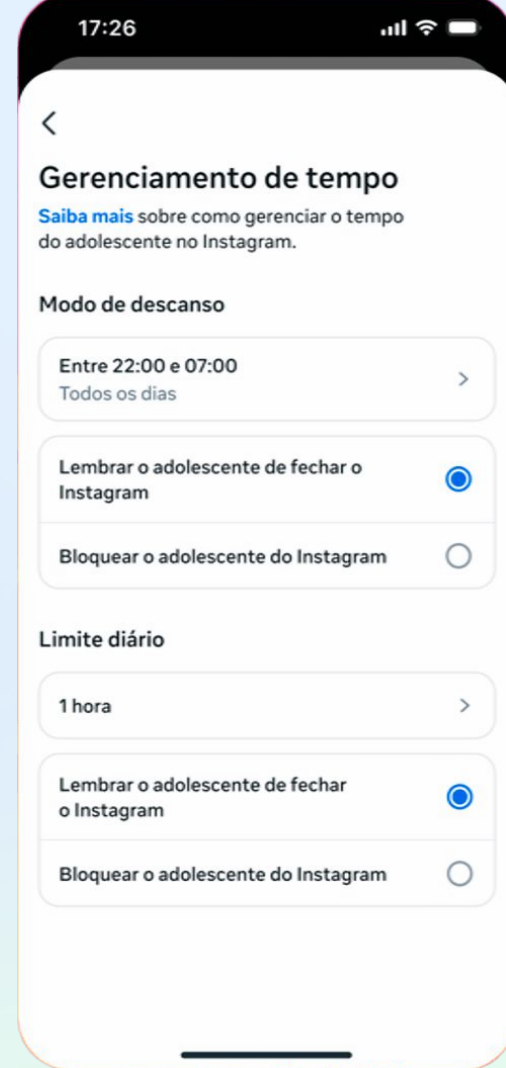 17:26
Gerenciamento de tempo
Saiba mais sobre como gerenciar o tempo
do adolescente no Instagram.
Modo de descanso
Entre 22:00 e 07:00
Todos os dias
Lembrar o adolescente de fechar o
Instagram
Bloquear o adolescente do Instagram
Limite diário
1 hora
Lembrar o adolescente de fechar
o Instagram
Bloquear o adolescente do Instagram